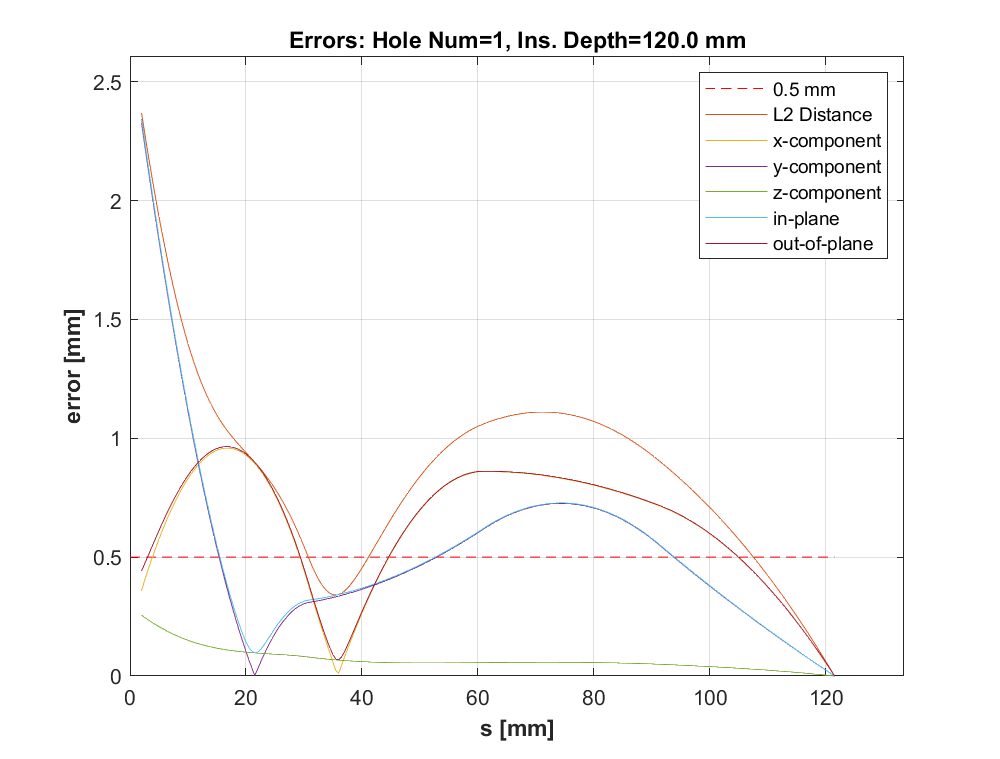 Errors: Hole Num=1, Ins. Depth=120.0 mm
2.5
2
1.5
1
0.5
0
error [mm]
0.5 mm
L2 Distance
x-component
y-component
z-component
in-plane
out-of-plane
0 20 40 60 80 100 120
s [mm]